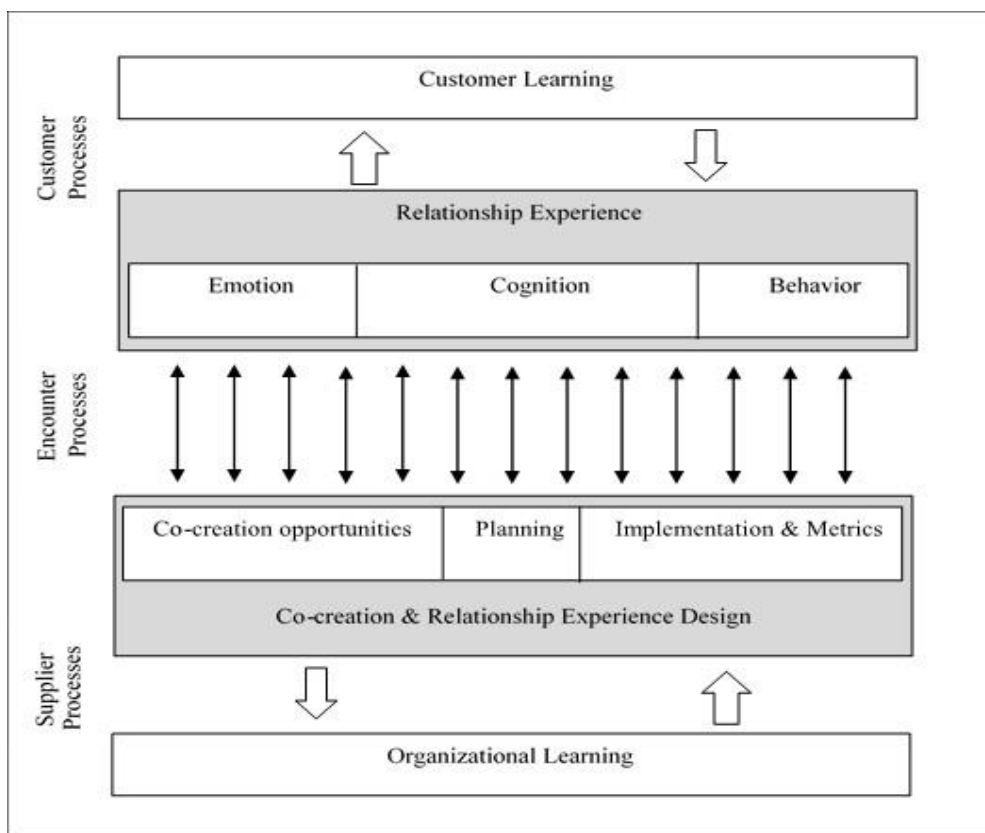 Customer Learning
Customer
Processes
Relationship Experience
Emotion
Cognition
Behavior
Encounter
Processes
Co-creation opportunities
Planning
Implementation & Metrics
Co-creation & Relationship Experience Design
Supplier
Processes
Organizational Learning